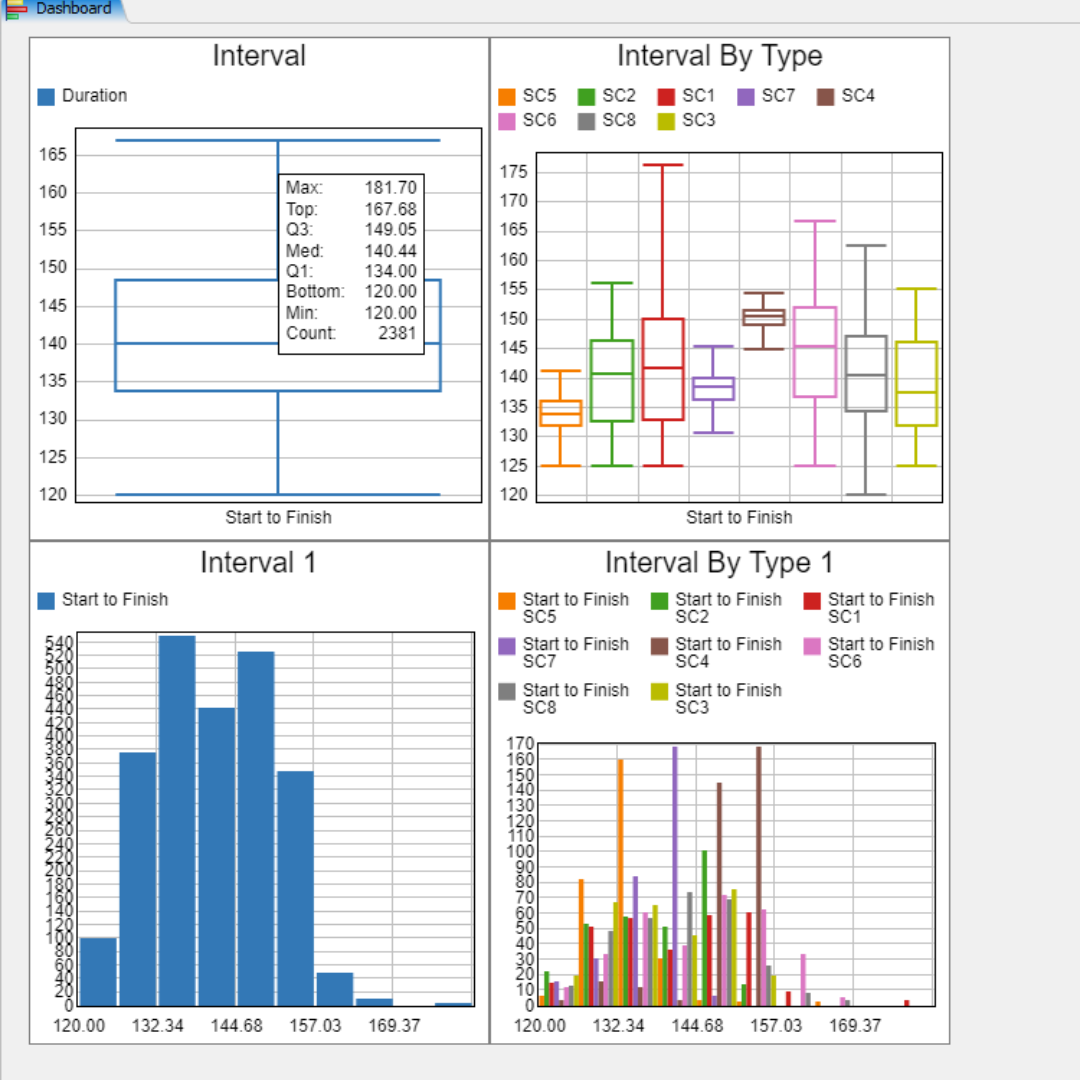 Dashboard
Interval
Duration
165
160
155
150
145
140
135
130
125
120
Max: 181.70
Top: 167.68
Q3: 149.05
Med: 140.44
Q1: 134.00
Bottom: 120.00
Min: 120.00
Count: 2381
Start to Finish
Interval By Type
SC5 SC2 SC1 SC7 SC4
SC6 SC8 SC3
175
170
165
160
155
150
145
140
135
130
125
120
Start to Finish
Interval 1
Start to Finish
540
520
500
480
460
440
420
400
380
360
340
320
300
280
260
240
220
200
180
160
140
120
100
80
60
40
20
0
120.00 132.34 144.68 157.03 169.37
Interval By Type 1
Start to Finish Start to Finish Start to Finish
SC5 SC2 SC1
Start to Finish Start to Finish Start to Finish
SC7 SC4 SC6
Start to Finish Start to Finish
SC8 SC3
170
160
150
140
130
120
110
100
90
80
70
60
50
40
30
20
10
0
120.00 132.34 144.68 157.03 169.37